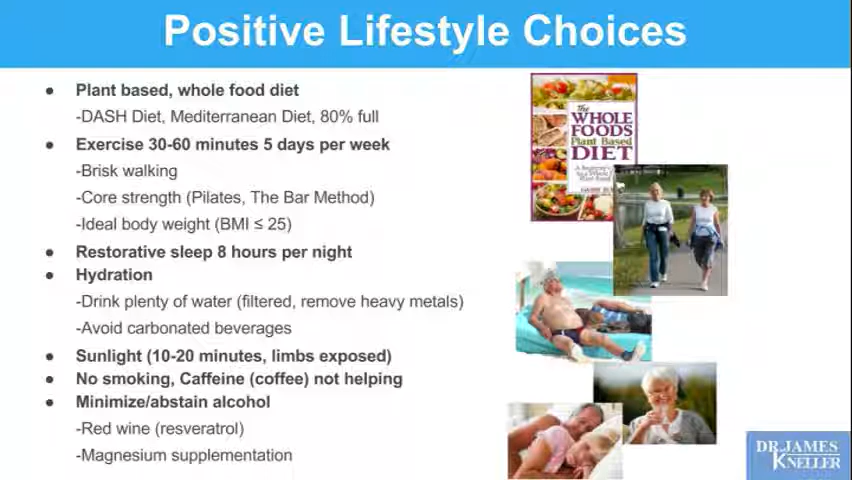 Positive Lifestyle Choices
● Plant based, whole food diet
-DASH Diet, Mediterranean Diet, 80% full
● Exercise 30-60 minutes 5 days per week
-Brisk walking
-Core strength (Pilates, The Bar Method)
-Ideal body weight (BMI ≤ 25)
● Restorative sleep 8 hours per night
● Hydration
-Drink plenty of water (filtered, remove heavy metals)
-Avoid carbonated beverages
● Sunlight (10-20 minutes, limbs exposed)
● No smoking, Caffeine (coffee) not helping
● Minimize/abstain alcohol
-Red wine (resveratrol)
-Magnesium supplementation
The
WHOLE
FOODS
Plant Based
DIET
DR.JAMES
KNELLER